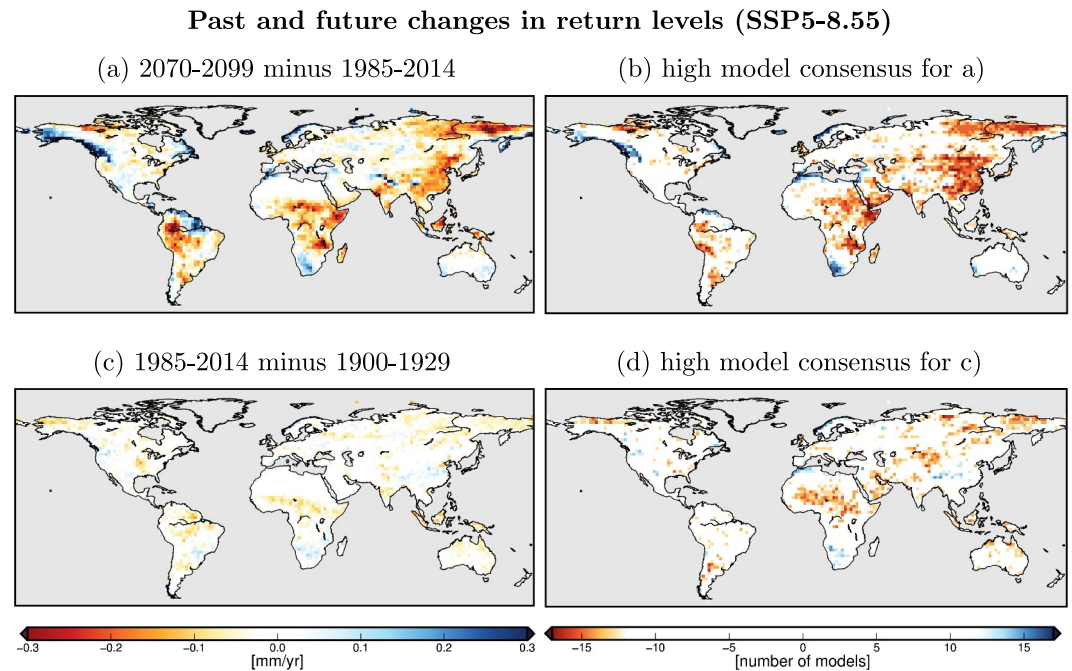 Past and future changes in return levels (SSP5-8.55)
(a) 2070-2099 minus 1985-2014
(b) high model consensus for a)
(c) 1985-2014 minus 1900-1929
(d) high model consensus for c)
−0.3 −0.2 −0.1 0.0 0.1 0.2 0.3
[mm/yr]
−15 −10 −5 0 5 10 15
[number of models]